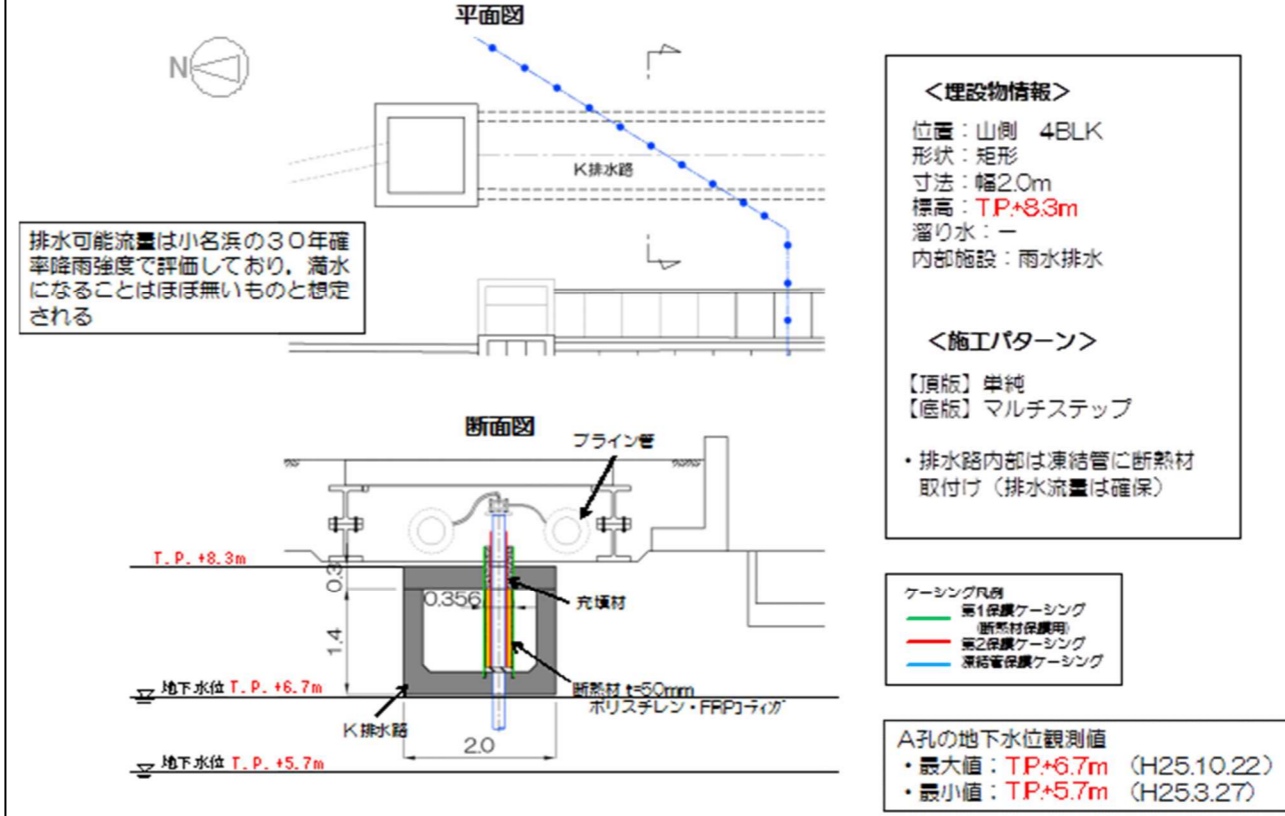 平面図
N
K排水路
排水可能流量は小名浜の30年確
率降雨強度で評価しており，満水
になることはほぼ無いものと想定
される
＜埋設物情報＞
位置：山側　4BLK
形状：矩形
寸法：幅2.0m
標高：T.P.+8.3m
溜り水：－
内部施設：雨水排水
＜施工パターン＞
【頂版】単純
【底版】マルチステップ
・排水路内部は凍結管に断熱材
取付け（排水流量は確保）
断面図
ブライン管
T.P.+8.3m
0.3
0.356
充填材
1.4
地下水位 T.P.+6.7m
断熱材 t=50mm
ポリスチレン・FRPｺｰﾃｨﾝｸﾞ
K排水路
2.0
地下水位 T.P.+5.7m
ケーシング凡例
第1保護ケーシング
(断熱材保護用)
第2保護ケーシング
凍結管保護ケーシング
A孔の地下水位観測値
・最大値：T.P.+6.7m （H25.10.22）
・最小値：T.P.+5.7m （H25.3.27）